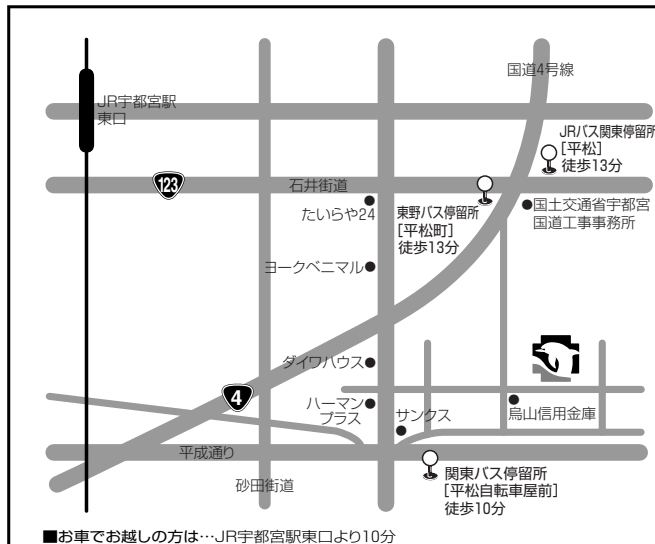 国道4号線
JR宇都宮駅
東口
JRバス関東停留所
[平松]
徒歩13分
123
石井街道
たいらや24
東野バス停留所
[平松町]
徒歩13分
国土交通省宇都宮
国道工事事務所
ヨークベニマル
ダイワハウス
4
ハーマン
プラス
サンクス
烏山信用金庫
平成通り
砂田街道
関東バス停留所
[平松自転車屋前]
徒歩10分
■お車でお越しの方は…JR宇都宮駅東口より10分